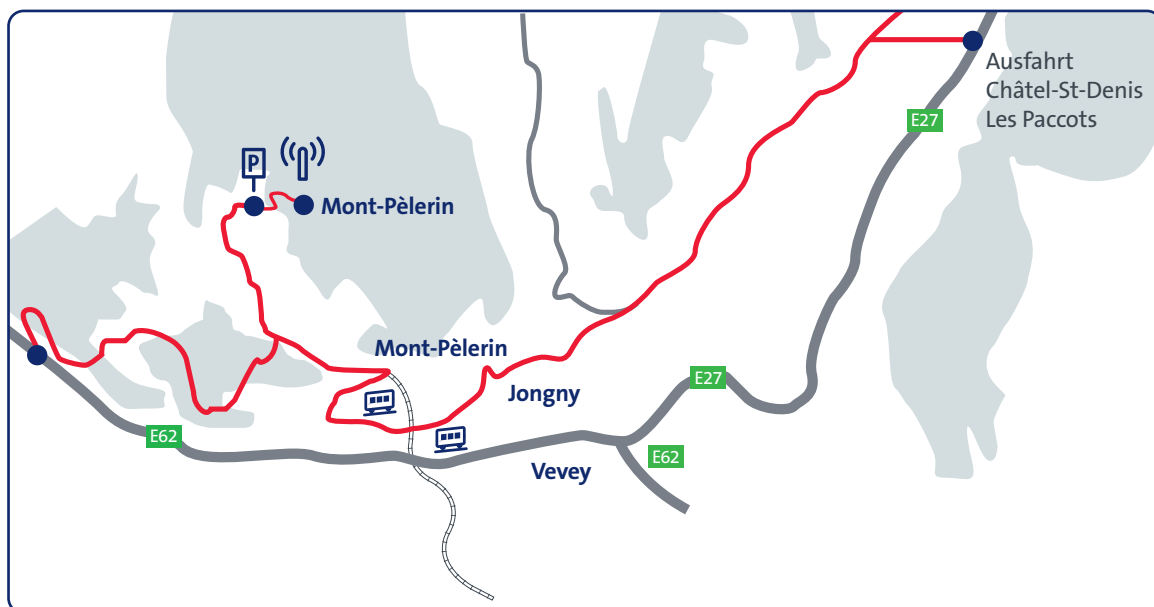 Ausfahrt
Châtel-St-Denis
Les Paccots
E27
P
Mont-Pèlerin
Mont-Pèlerin
E27
Jongny
E62
E62
Vevey